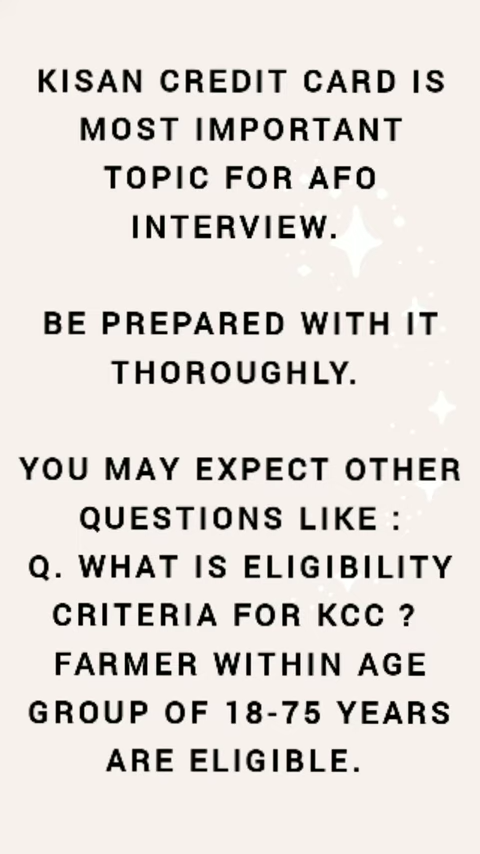 KISAN CREDIT CARD IS
MOST IMPORTANT
TOPIC FOR AFO
INTERVIEW.
BE PREPARED WITH IT
THOROUGHLY.
YOU MAY EXPECT OTHER
QUESTIONS LIKE :
Q. WHAT IS ELIGIBILITY
CRITERIA FOR KCC ?
FARMER WITHIN AGE
GROUP OF 18-75 YEARS
ARE ELIGIBLE.